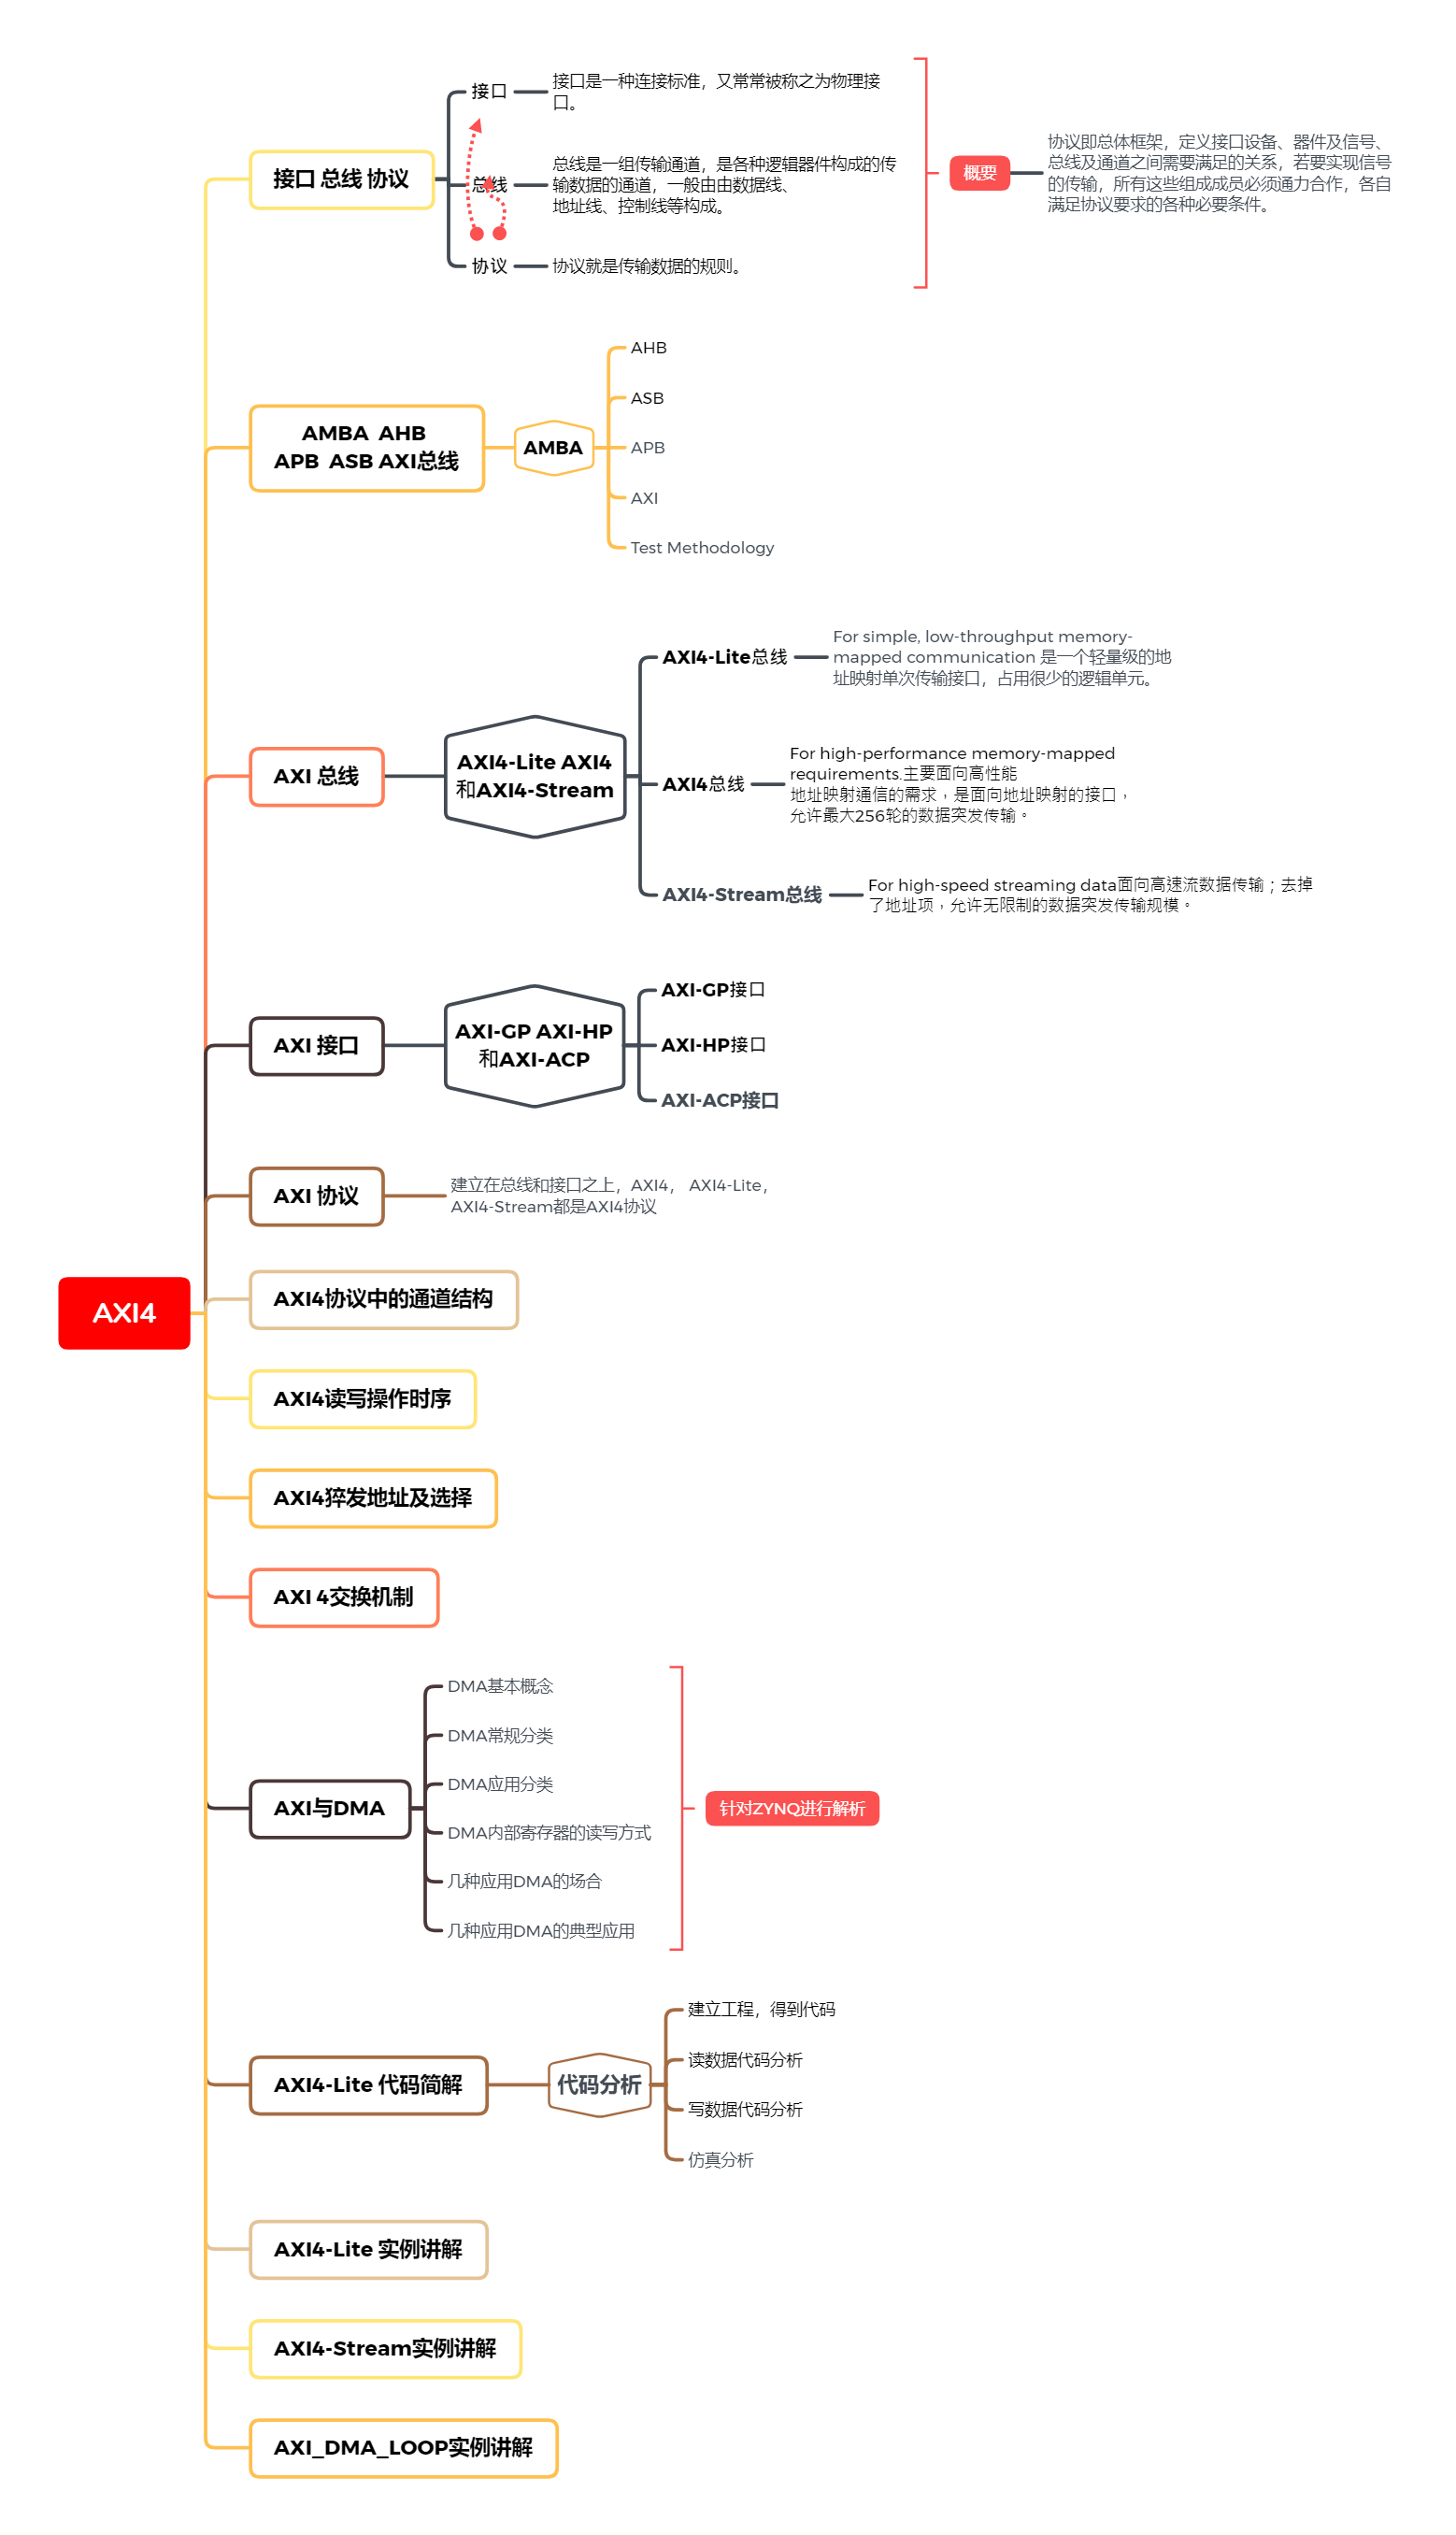 接口 总线 协议
接口
接口是一种连接标准，又常常被称之为物理接
口。
总线
总线是一组传输通道，是各种逻辑器件构成的传
输数据的通道，一般由由数据线、
地址线、控制线等构成。
协议
协议就是传输数据的规则。
概要
协议即总体框架，定义接口设备、器件及信号、
总线及通道之间需要满足的关系，若要实现信号
的传输，所有这些组成成员必须通力合作，各自
满足协议要求的各种必要条件。
AMBA AHB
APB ASB AXI总线
AMBA
AHB
ASB
APB
AXI
Test Methodology
AXI 总线
AXI4-Lite AXI4
和AXI4-Stream
AXI4-Lite总线
For simple, low-throughput memory-
mapped communication 是一个轻量级的地
址映射单次传输接口，占用很少的逻辑单元。
AXI4总线
For high-performance memory-mapped
requirements.主要面向高性能
地址映射通信的需求，是面向地址映射的接口，
允许最大256轮的数据突发传输。
AXI4-Stream总线
For high-speed streaming data面向高速流数据传输；去掉
了地址项，允许无限制的数据突发传输规模。
AXI 接口
AXI-GP AXI-HP
和AXI-ACP
AXI-GP接口
AXI-HP接口
AXI-ACP接口
AXI 协议
建立在总线和接口之上，AXI4， AXI4-Lite，
AXI4-Stream都是AXI4协议
AXI4
AXI4协议中的通道结构
AXI4读写操作时序
AXI4猝发地址及选择
AXI 4交换机制
AXI与DMA
DMA基本概念
DMA常规分类
DMA应用分类
DMA内部寄存器的读写方式
几种应用DMA的场合
几种应用DMA的典型应用
针对ZYNQ进行解析
AXI4-Lite 代码简解
代码分析
建立工程，得到代码
读数据代码分析
写数据代码分析
仿真分析
AXI4-Lite 实例讲解
AXI4-Stream实例讲解
AXI_DMA_LOOP实例讲解